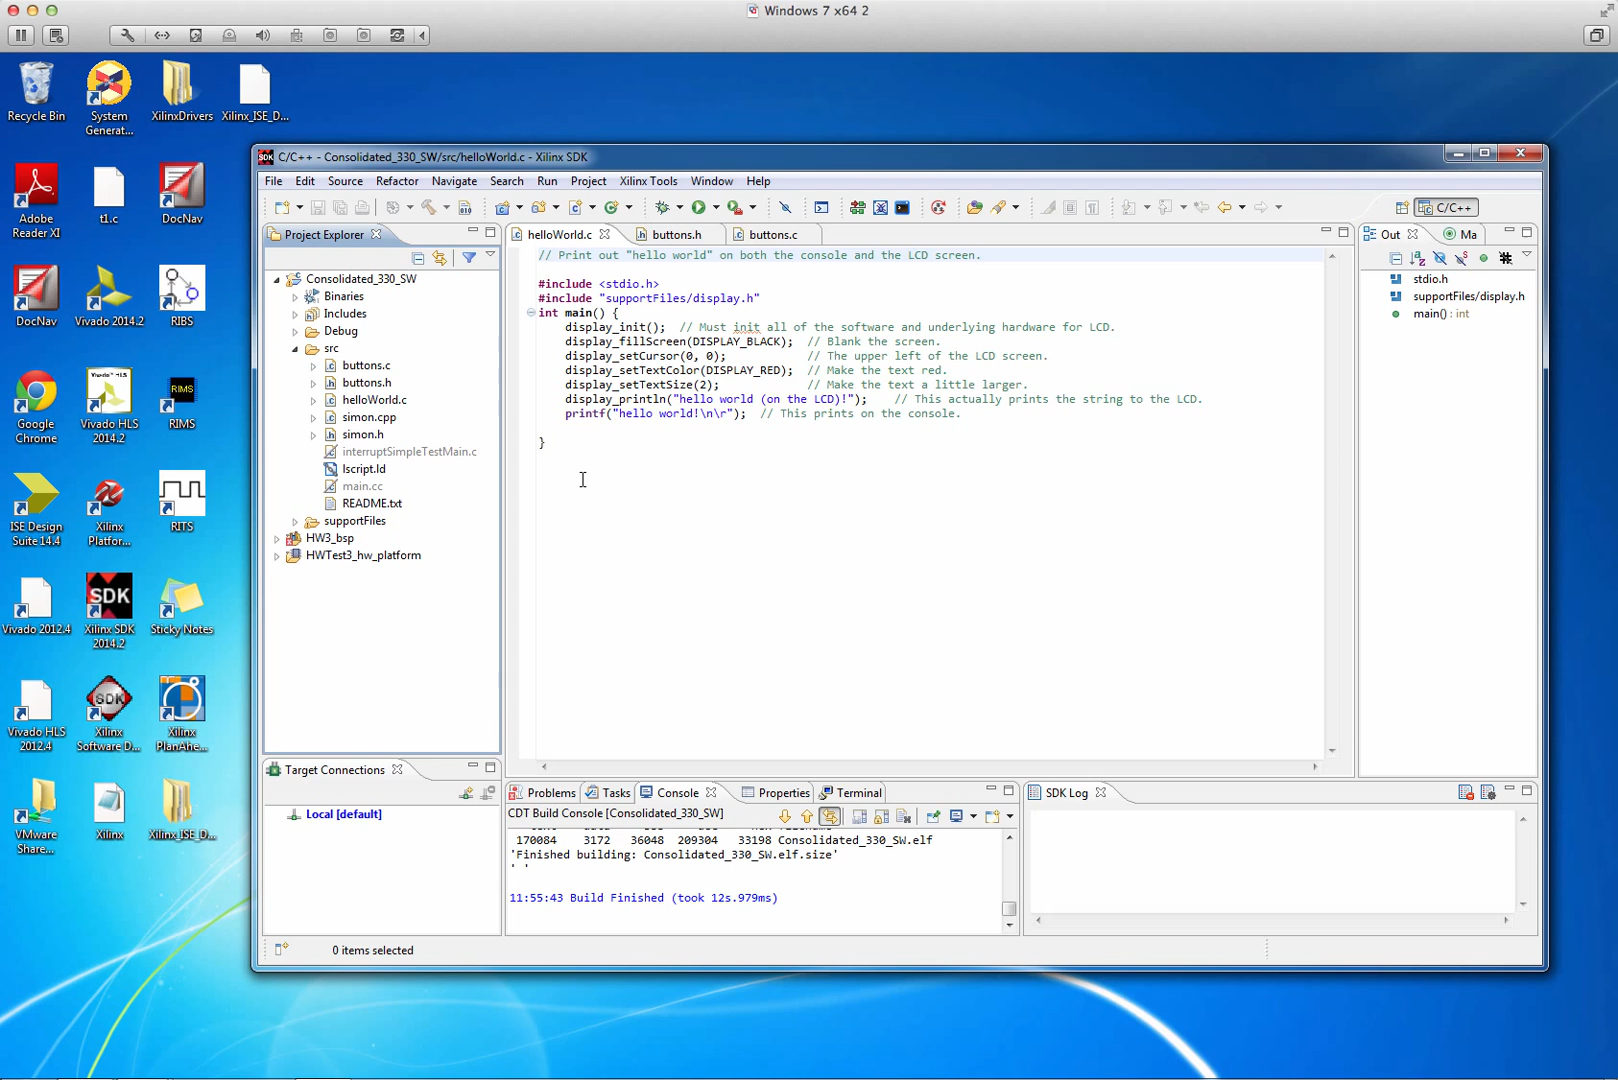 Windows 7 x64 2
Recycle Bin
System Generat...
XilinxDrivers
Xilinx_ISE_D...
Adobe Reader XI
t1.c
DocNav
DocNav
Vivado 2014.2
RIBS
Google Chrome
Vivado HLS 2014.2
RIMS
RIMS
ISE Design Suite 14.4
Xilinx Platfor...
RITS
Vivado 2012.4
SDK
Xilinx SDK 2014.2
Sticky Notes
Vivado HLS 2012.4
SDK
Xilinx Software D...
Xilinx PlanAhe...
VMware Share...
Xilinx
Xilinx_ISE_D...
SDK C/C++ - Consolidated_330_SW/src/helloWorld.c - Xilinx SDK
File Edit Source Refactor Navigate Search Run Project Xilinx Tools Window Help
C/C++
Project Explorer
Consolidated_330_SW
Binaries
Includes
Debug
src
buttons.c
buttons.h
helloWorld.c
simon.cpp
simon.h
interruptSimpleTestMain.c
lscript.ld
main.cc
README.txt
supportFiles
HW3_bsp
HWTest3_hw_platform
helloWorld.c buttons.h buttons.c
// Print out "hello world" on both the console and the LCD screen.
#include <stdio.h>
#include "supportFiles/display.h"
int main() {
display_init();  // Must init all of the software and underlying hardware for LCD.
display_fillScreen(DISPLAY_BLACK);  // Blank the screen.
display_setCursor(0, 0);            // The upper left of the LCD screen.
display_setTextColor(DISPLAY_RED);  // Make the text red.
display_setTextSize(2);             // Make the text a little larger.
display_println("hello world (on the LCD)!");    // This actually prints the string to the LCD.
printf("hello world!\n\r");  // This prints on the console.
}
Out Ma
stdio.h
supportFiles/display.h
main() : int
Target Connections
Local [default]
Problems Tasks Console Properties Terminal
CDT Build Console [Consolidated_330_SW]
170084 3172 36048 209304 33198 Consolidated_330_SW.elf
'Finished building: Consolidated_330_SW.elf.size'
' '
11:55:43 Build Finished (took 12s.979ms)
SDK Log
0 items selected